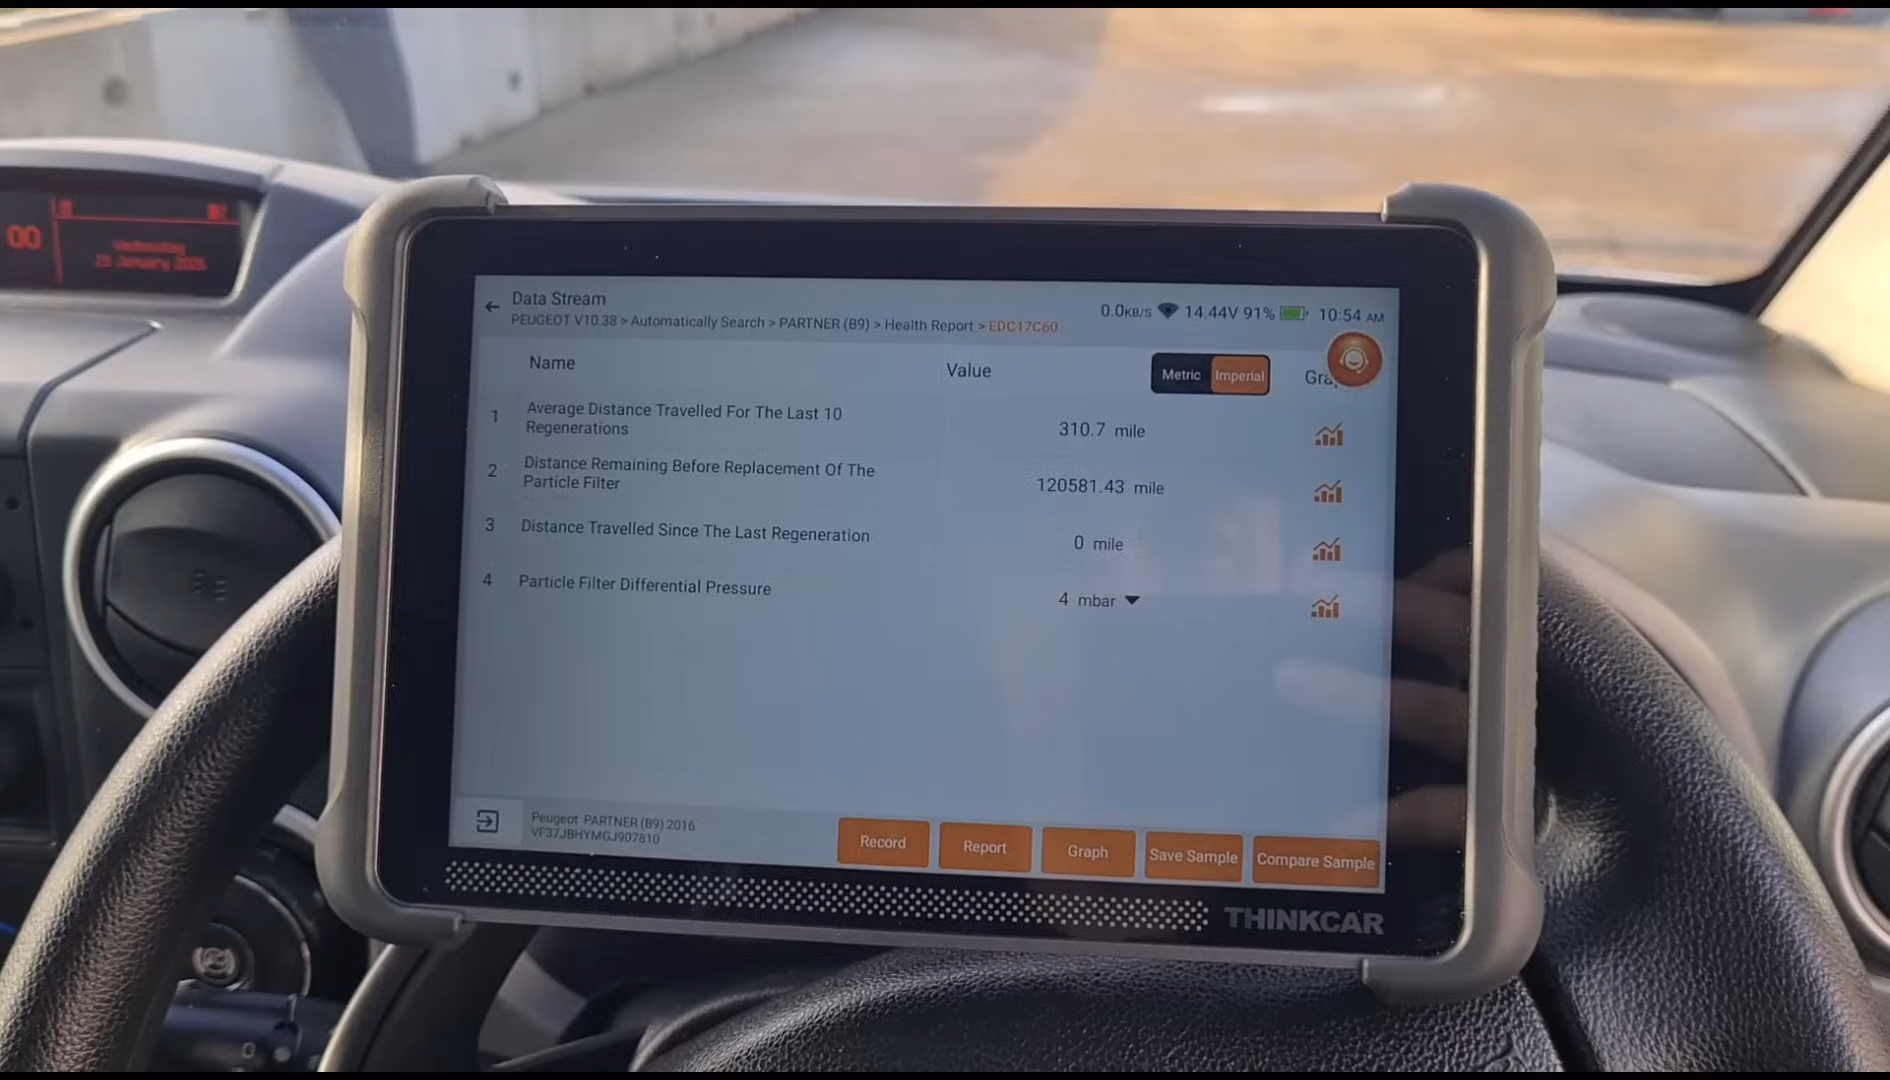 00
Wednesday
Data Stream
0.0KB/S 14.44V 91% 10:54 AM
PEUGEOT V10.38 > Automatically Search > PARTNER (B9) > Health Report > EDC17C60
Name Value Metric Imperial Gra
1 Average Distance Travelled For The Last 10
Regenerations
310.7 mile
2 Distance Remaining Before Replacement Of The
Particle Filter
120581.43 mile
3 Distance Travelled Since The Last Regeneration
0 mile
4 Particle Filter Differential Pressure
4 mbar
Peugeot PARTNER (B9) 2016
VF37JBHYMGJ907810
Record Report Graph Save Sample Compare Sample
THINKCAR